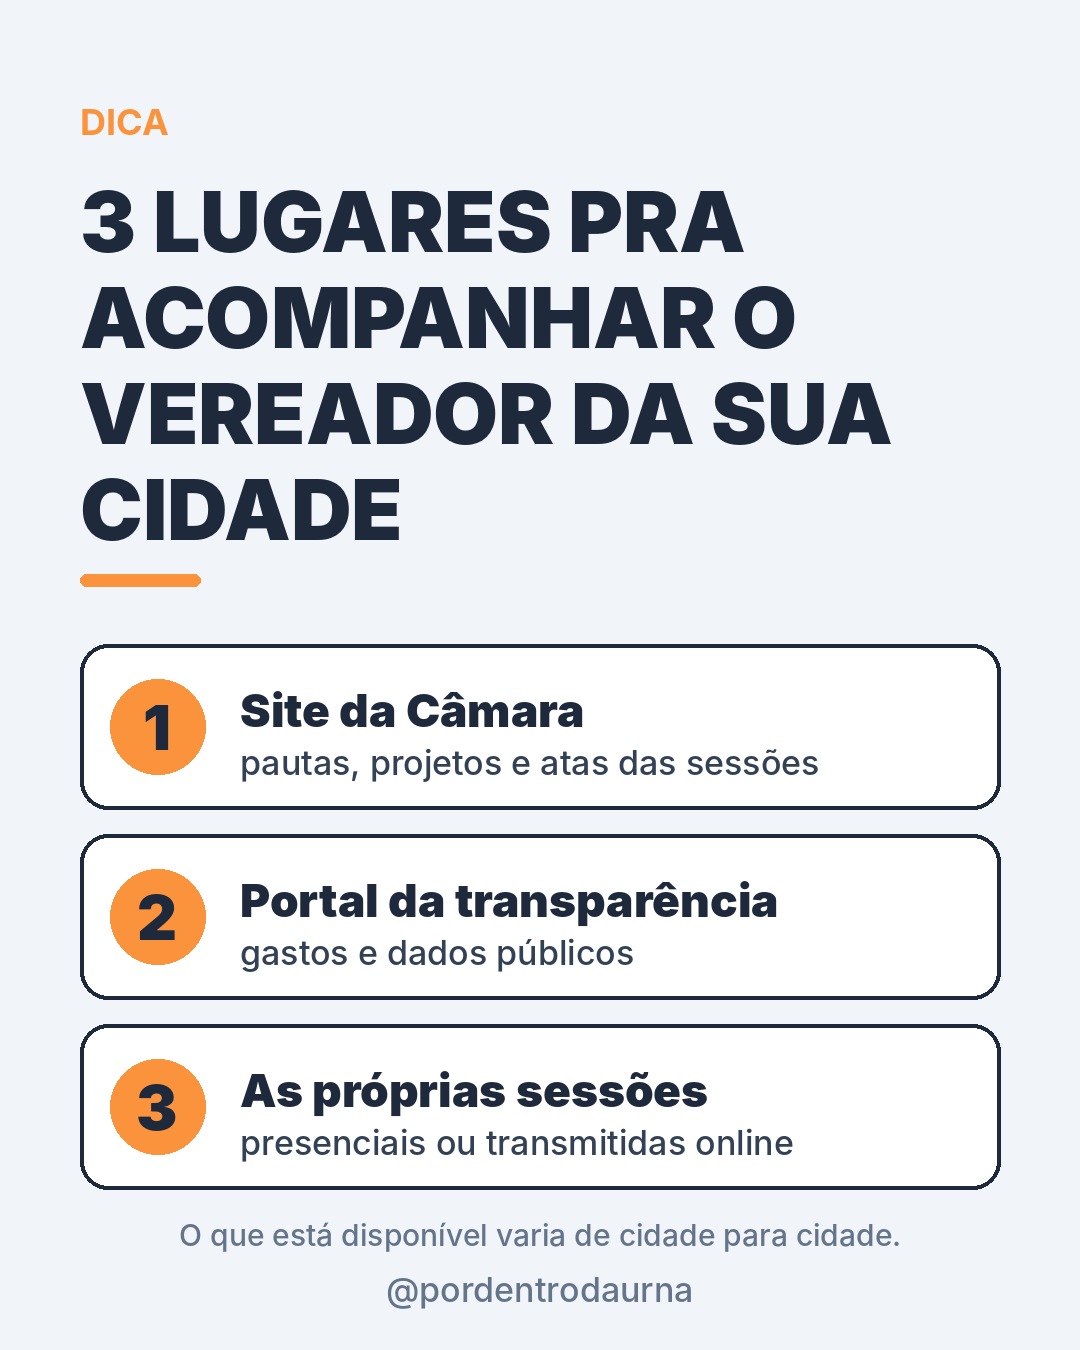 DICA
3 LUGARES PRA
ACOMPANHAR O
VEREADOR DA SUA
CIDADE
1
Site da Câmara
pautas, projetos e atas das sessões
2
Portal da transparência
gastos e dados públicos
3
As próprias sessões
presenciais ou transmitidas online
O que está disponível varia de cidade para cidade.
@pordentrodaurna